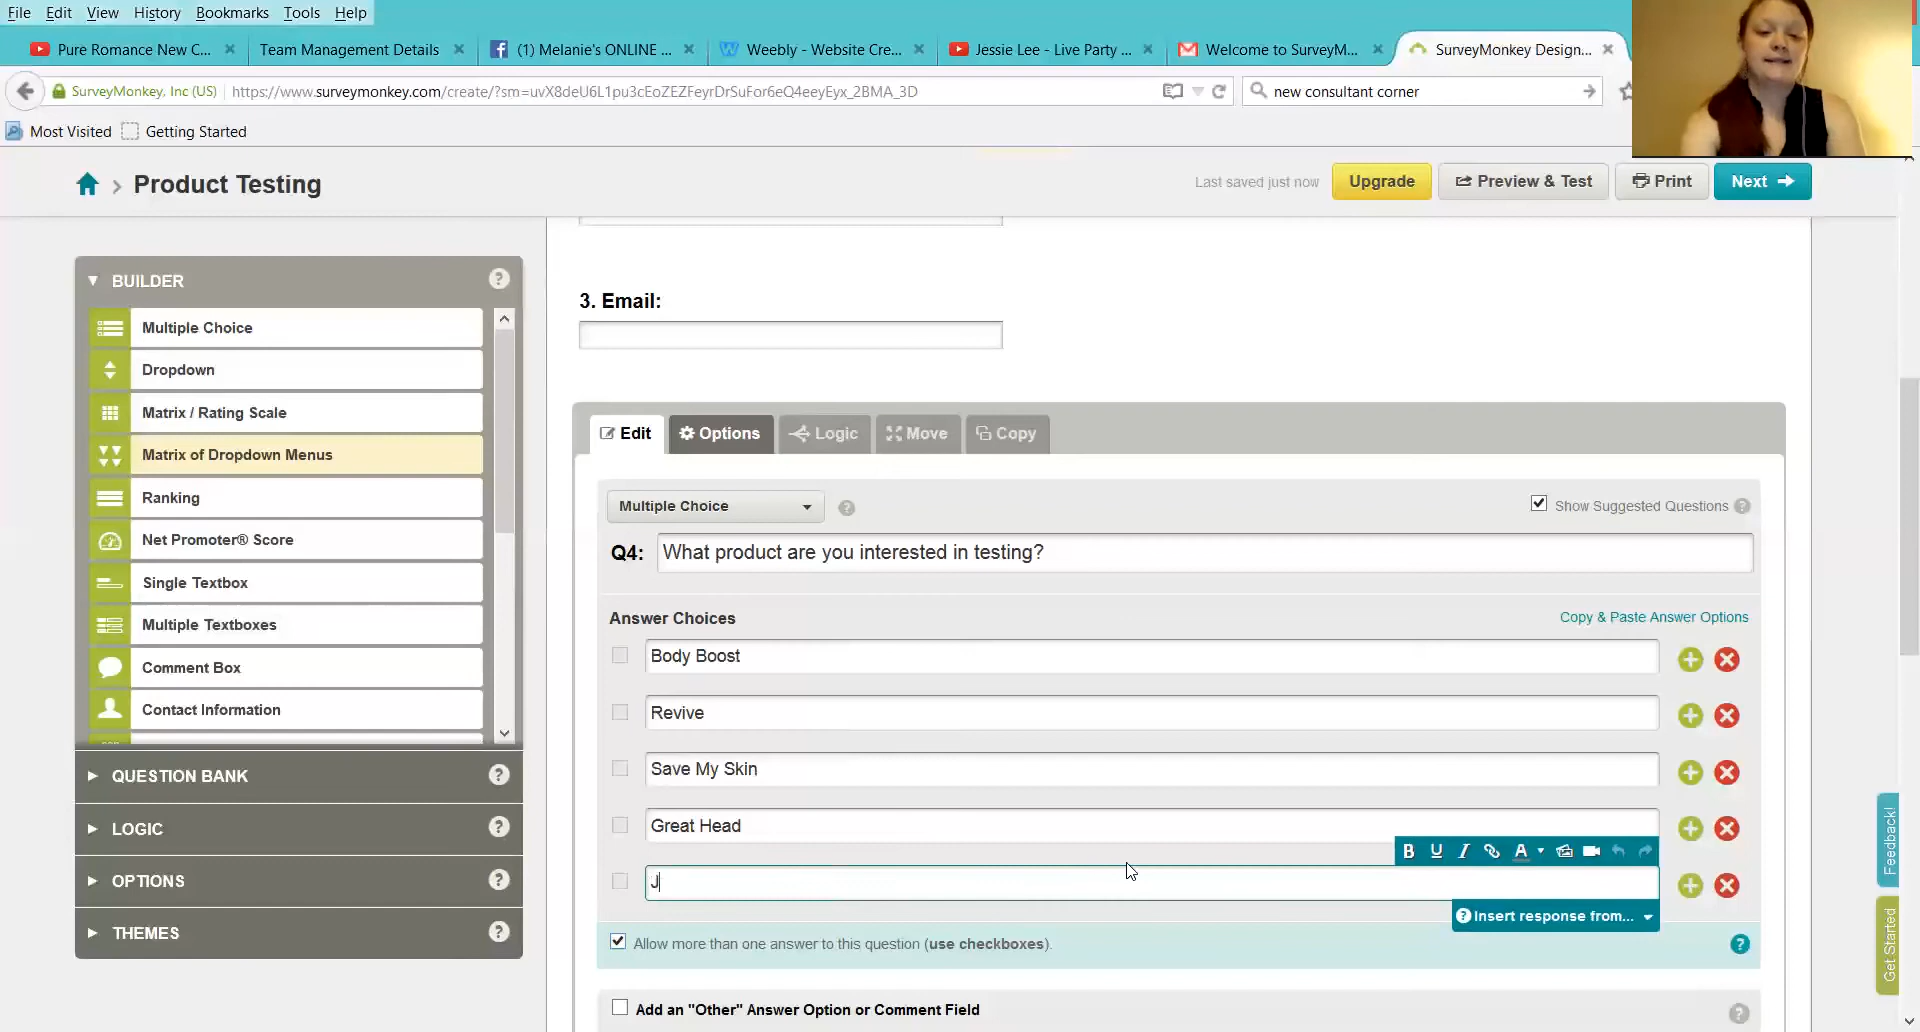 File Edit View History Bookmarks Tools Help
Pure Romance New C... Team Management Details (1) Melanie's ONLINE ... Weebly - Website Cre... Jessie Lee - Live Party ... Welcome to SurveyM... SurveyMonkey Design...
SurveyMonkey, Inc (US) https://www.surveymonkey.com/create/?sm=uvX8deU6L1pu3cEoZEZFeyrDrSuFor6eQ4eeyEyx_2BMA_3D new consultant corner
Most Visited Getting Started
Product Testing
Last saved just now Upgrade Preview & Test Print Next
BUILDER ?
Multiple Choice
Dropdown
Matrix / Rating Scale
Matrix of Dropdown Menus
Ranking
Net Promoter® Score
Single Textbox
Multiple Textboxes
Comment Box
Contact Information
QUESTION BANK ?
LOGIC ?
OPTIONS ?
THEMES ?
3. Email:
Edit Options Logic Move Copy
Multiple Choice ? Show Suggested Questions ?
Q4: What product are you interested in testing?
Answer Choices Copy & Paste Answer Options
Body Boost
Revive
Save My Skin
Great Head
B U I A
J
? Insert response from...
Allow more than one answer to this question (use checkboxes). ?
Add an "Other" Answer Option or Comment Field ?
Feedback!
Get Started